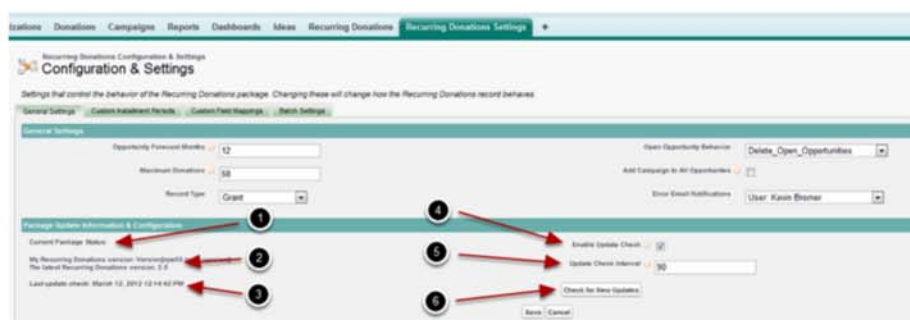 Donations Campaigns Reports Dashboards Ideas Recurring Donations Recurring Donations Settings +
Recurring Donations Configuration & Settings
Configuration & Settings
Settings that control the behavior of the Recurring Donations package. Changing these will change how the Recurring Donations record behaves.
General Settings Custom Installment Periods Custom Field Mappings Batch Settings
General Settings
Opportunity Forecast Months 12
Open Opportunity Behavior Delete_Open_Opportunities
Maximum Donations
Add Campaign to All Opportunities
Record Type Grant
Error Email Notifications User: Kevin Bromer
Package Update Information & Configuration
1
4
Current Package Status
Enable Update Check
My Recurring Donations version:
2
5
Update Check Interval 90
The latest Recurring Donations version:
Last update check: March 12, 2012 12:14:42 PM
3
6
Check for New Updates
Save Cancel